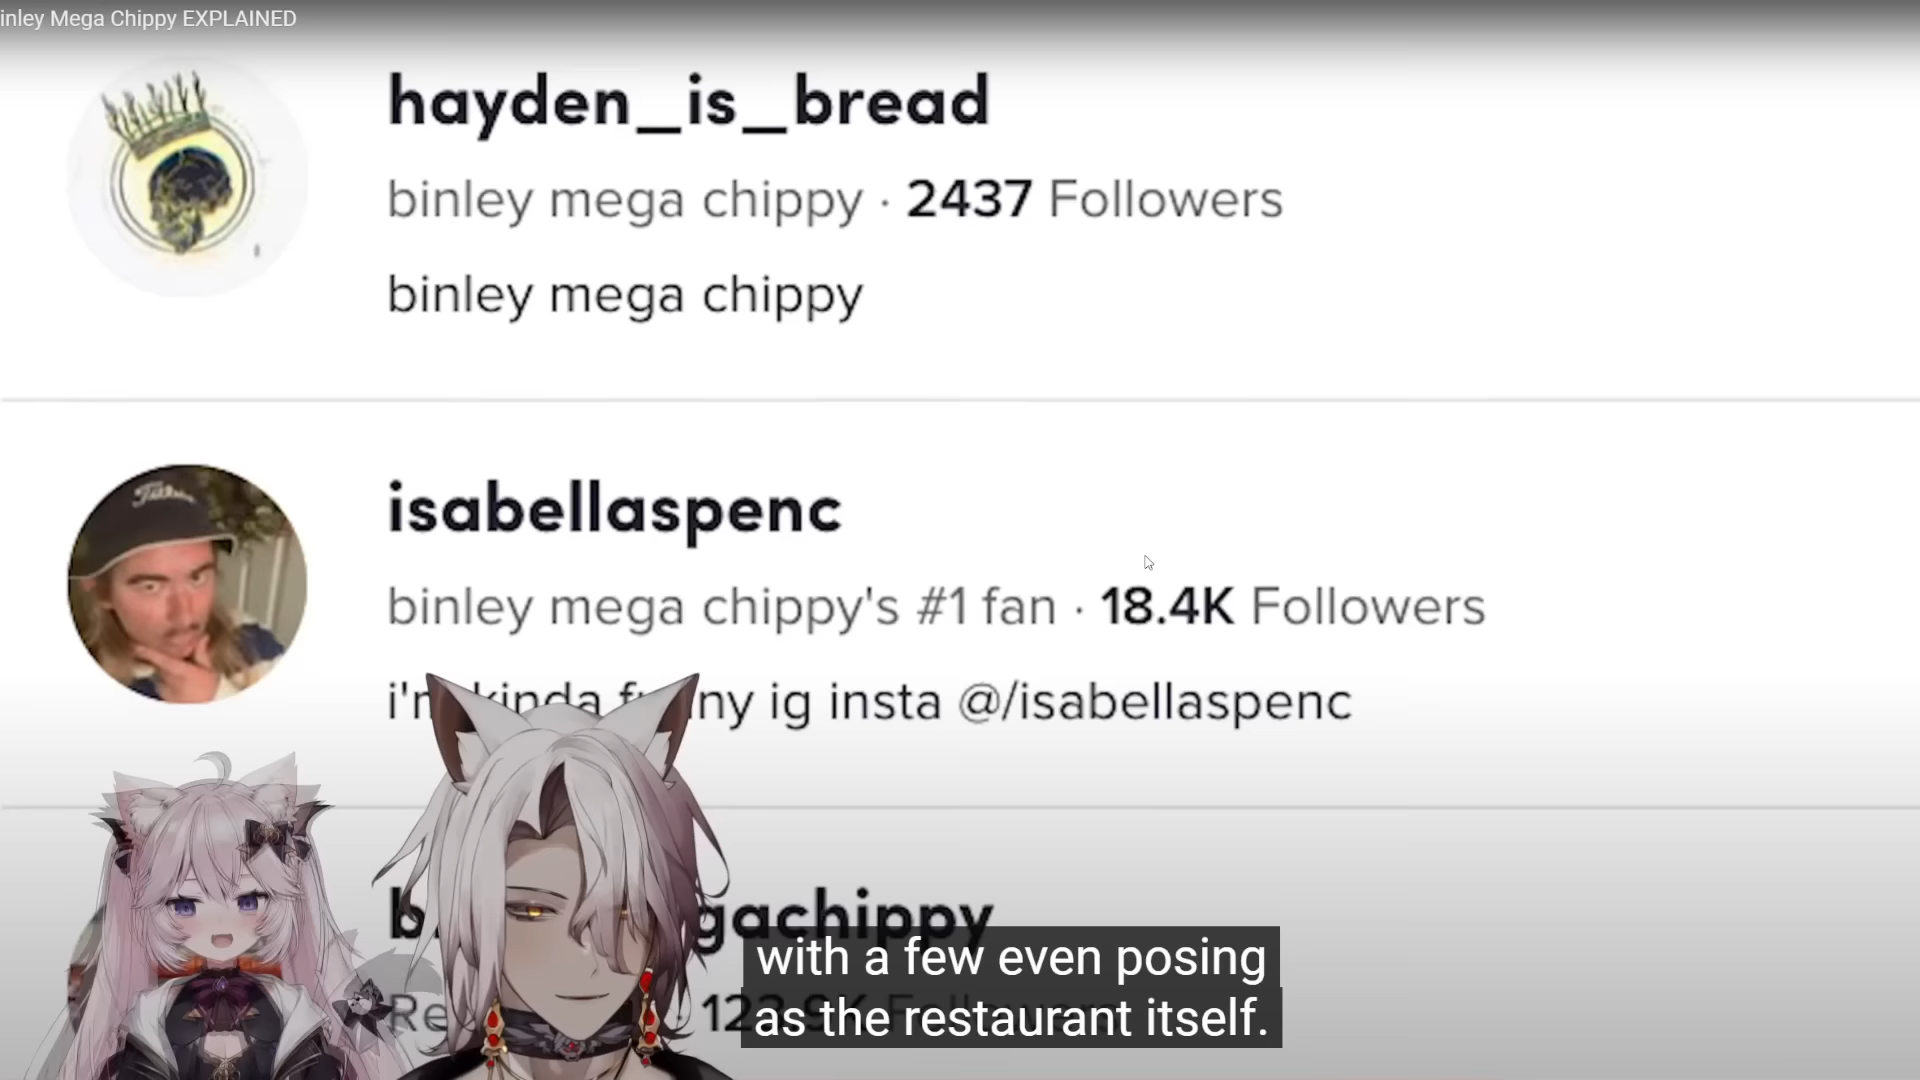 inley Mega Chippy EXPLAINED
hayden_is_bread
binley mega chippy · 2437 Followers
binley mega chippy
isabellaspenc
binley mega chippy's #1 fan · 18.4K Followers
kinda ny ig insta @/isabellaspenc
gachippy
with a few even posing
as the restaurant itself.